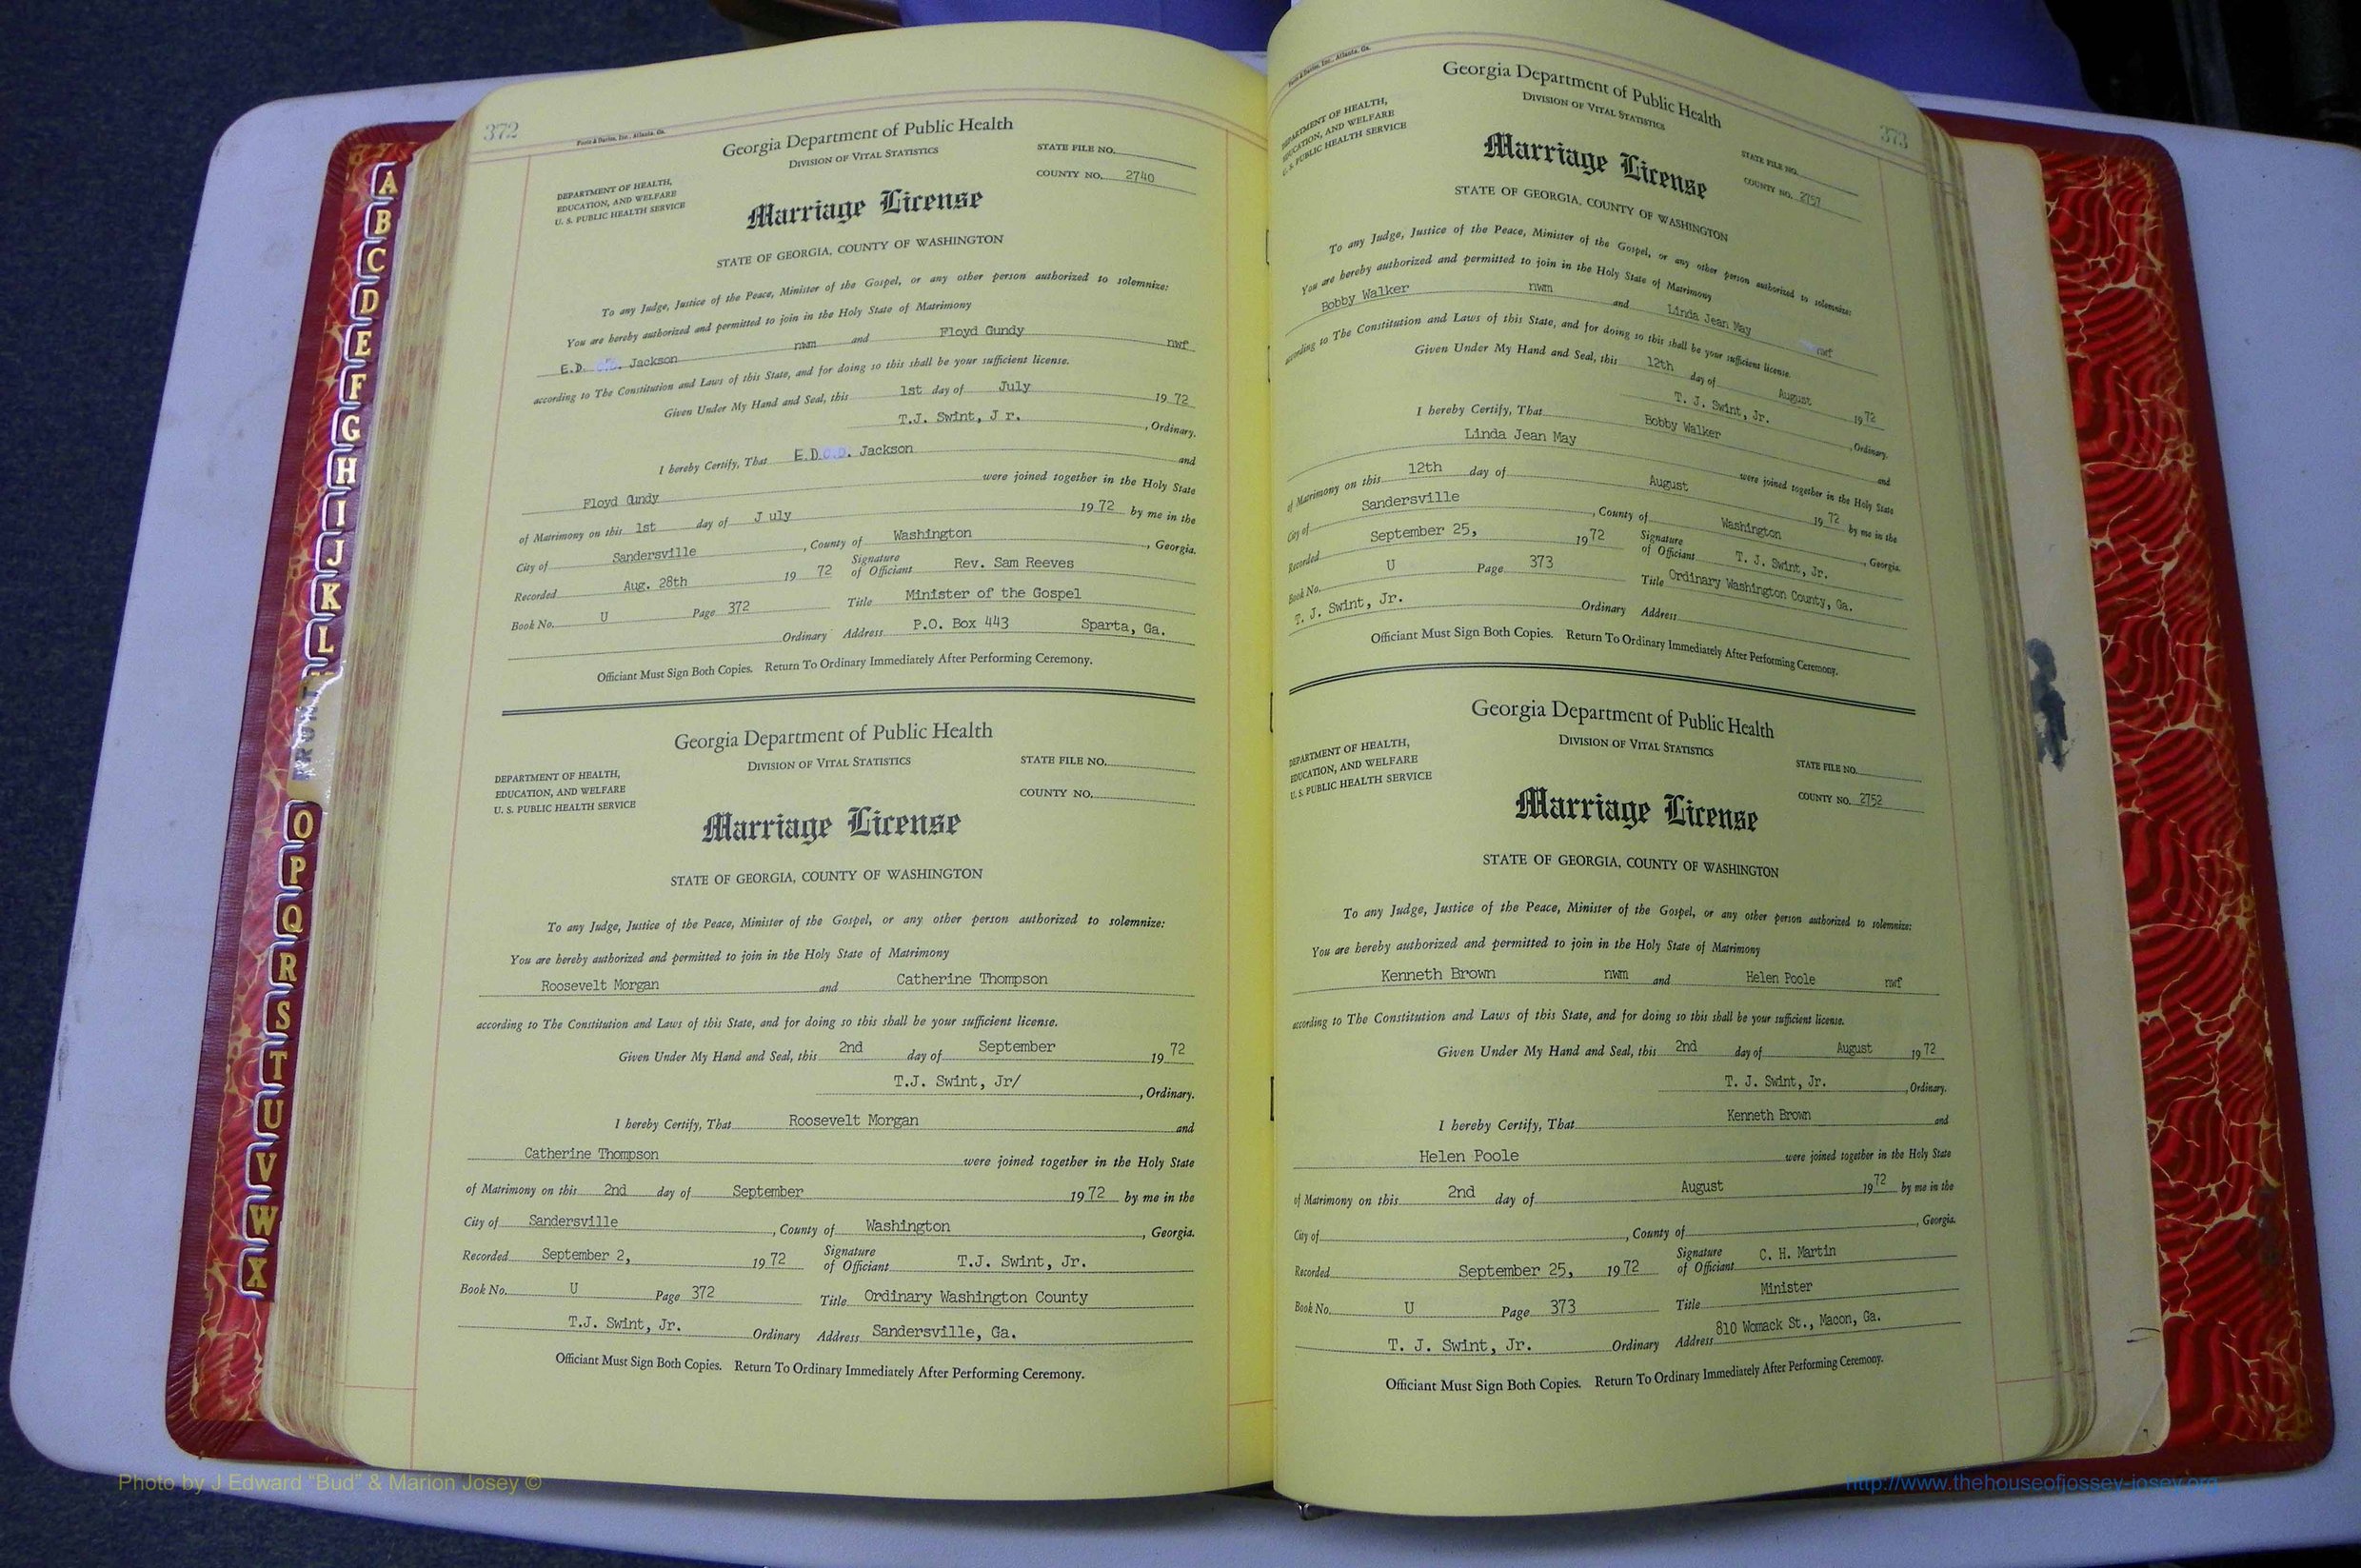 A
B
C
D
E
F
G
H
I
J
K
L
O
P
Q
R
S
T
U
V
W
X
372
Foote & Davies, Inc., Atlanta, Ga.
Georgia Department of Public Health
DIVISION OF VITAL STATISTICS
STATE FILE NO.
DEPARTMENT OF HEALTH,
EDUCATION, AND WELFARE
U. S. PUBLIC HEALTH SERVICE
COUNTY NO. 2740
Marriage License
STATE OF GEORGIA, COUNTY OF WASHINGTON
To any Judge, Justice of the Peace, Minister of the Gospel, or any other person authorized to solemnize:
You are hereby authorized and permitted to join in the Holy State of Matrimony
E.D. Jackson nwm and Floyd Gundy nwf
according to The Constitution and Laws of this State, and for doing so this shall be your sufficient license.
Given Under My Hand and Seal, this 1st day of July 19 72
T.J. Swint, J r. , Ordinary.
I hereby Certify, That E.D. Jackson and
Floyd Gundy were joined together in the Holy State
of Matrimony on this 1st day of J uly 19 72 by me in the
City of Sandersville , County of Washington , Georgia.
Recorded Aug. 28th 19 72 Signature of Officiant Rev. Sam Reeves
Book No. U Page 372 Title Minister of the Gospel
Ordinary Address P.O. Box 443 Sparta, Ga.
Officiant Must Sign Both Copies. Return To Ordinary Immediately After Performing Ceremony.
Georgia Department of Public Health
DIVISION OF VITAL STATISTICS
STATE FILE NO.
DEPARTMENT OF HEALTH,
EDUCATION, AND WELFARE
U. S. PUBLIC HEALTH SERVICE
COUNTY NO.
Marriage License
STATE OF GEORGIA, COUNTY OF WASHINGTON
To any Judge, Justice of the Peace, Minister of the Gospel, or any other person authorized to solemnize:
You are hereby authorized and permitted to join in the Holy State of Matrimony
Roosevelt Morgan and Catherine Thompson
according to The Constitution and Laws of this State, and for doing so this shall be your sufficient license.
Given Under My Hand and Seal, this 2nd day of September 19 72
T.J. Swint, Jr/ , Ordinary.
I hereby Certify, That Roosevelt Morgan and
Catherine Thompson were joined together in the Holy State
of Matrimony on this 2nd day of September 19 72 by me in the
City of Sandersville , County of Washington , Georgia.
Recorded September 2, 19 72 Signature of Officiant T.J. Swint, Jr.
Book No. U Page 372 Title Ordinary Washington County
T.J. Swint, Jr. Ordinary Address Sandersville, Ga.
Officiant Must Sign Both Copies. Return To Ordinary Immediately After Performing Ceremony.
373
Foote & Davies, Inc., Atlanta, Ga.
Georgia Department of Public Health
DIVISION OF VITAL STATISTICS
STATE FILE NO.
DEPARTMENT OF HEALTH,
EDUCATION, AND WELFARE
U. S. PUBLIC HEALTH SERVICE
COUNTY NO. 2757
Marriage License
STATE OF GEORGIA, COUNTY OF WASHINGTON
To any Judge, Justice of the Peace, Minister of the Gospel, or any other person authorized to solemnize:
You are hereby authorized and permitted to join in the Holy State of Matrimony
Bobby Walker nwm and Linda Jean May nwf
according to The Constitution and Laws of this State, and for doing so this shall be your sufficient license.
Given Under My Hand and Seal, this 12th day of August 19 72
T. J. Swint, Jr. , Ordinary.
I hereby Certify, That Bobby Walker and
Linda Jean May were joined together in the Holy State
of Matrimony on this 12th day of August 19 72 by me in the
City of Sandersville , County of Washington , Georgia.
Recorded September 25, 19 72 Signature of Officiant T. J. Swint, Jr.
Book No. U Page 373 Title Ordinary Washington County, Ga.
T. J. Swint, Jr. Ordinary Address
Officiant Must Sign Both Copies. Return To Ordinary Immediately After Performing Ceremony.
Georgia Department of Public Health
DIVISION OF VITAL STATISTICS
STATE FILE NO.
DEPARTMENT OF HEALTH,
EDUCATION, AND WELFARE
U. S. PUBLIC HEALTH SERVICE
COUNTY NO. 2752
Marriage License
STATE OF GEORGIA, COUNTY OF WASHINGTON
To any Judge, Justice of the Peace, Minister of the Gospel, or any other person authorized to solemnize:
You are hereby authorized and permitted to join in the Holy State of Matrimony
Kenneth Brown nwm and Helen Poole nwf
according to The Constitution and Laws of this State, and for doing so this shall be your sufficient license.
Given Under My Hand and Seal, this 2nd day of August 19 72
T. J. Swint, Jr. , Ordinary.
I hereby Certify, That Kenneth Brown and
Helen Poole were joined together in the Holy State
of Matrimony on this 2nd day of August 19 72 by me in the
City of , County of , Georgia.
Recorded September 25, 19 72 Signature of Officiant C. H. Martin
Book No. U Page 373 Title Minister
T. J. Swint, Jr. Ordinary Address 810 Womack St., Macon, Ga.
Officiant Must Sign Both Copies. Return To Ordinary Immediately After Performing Ceremony.
Photo by J Edward "Bud" & Marion Josey ©
http://www.thehouseofjossey-josey.org